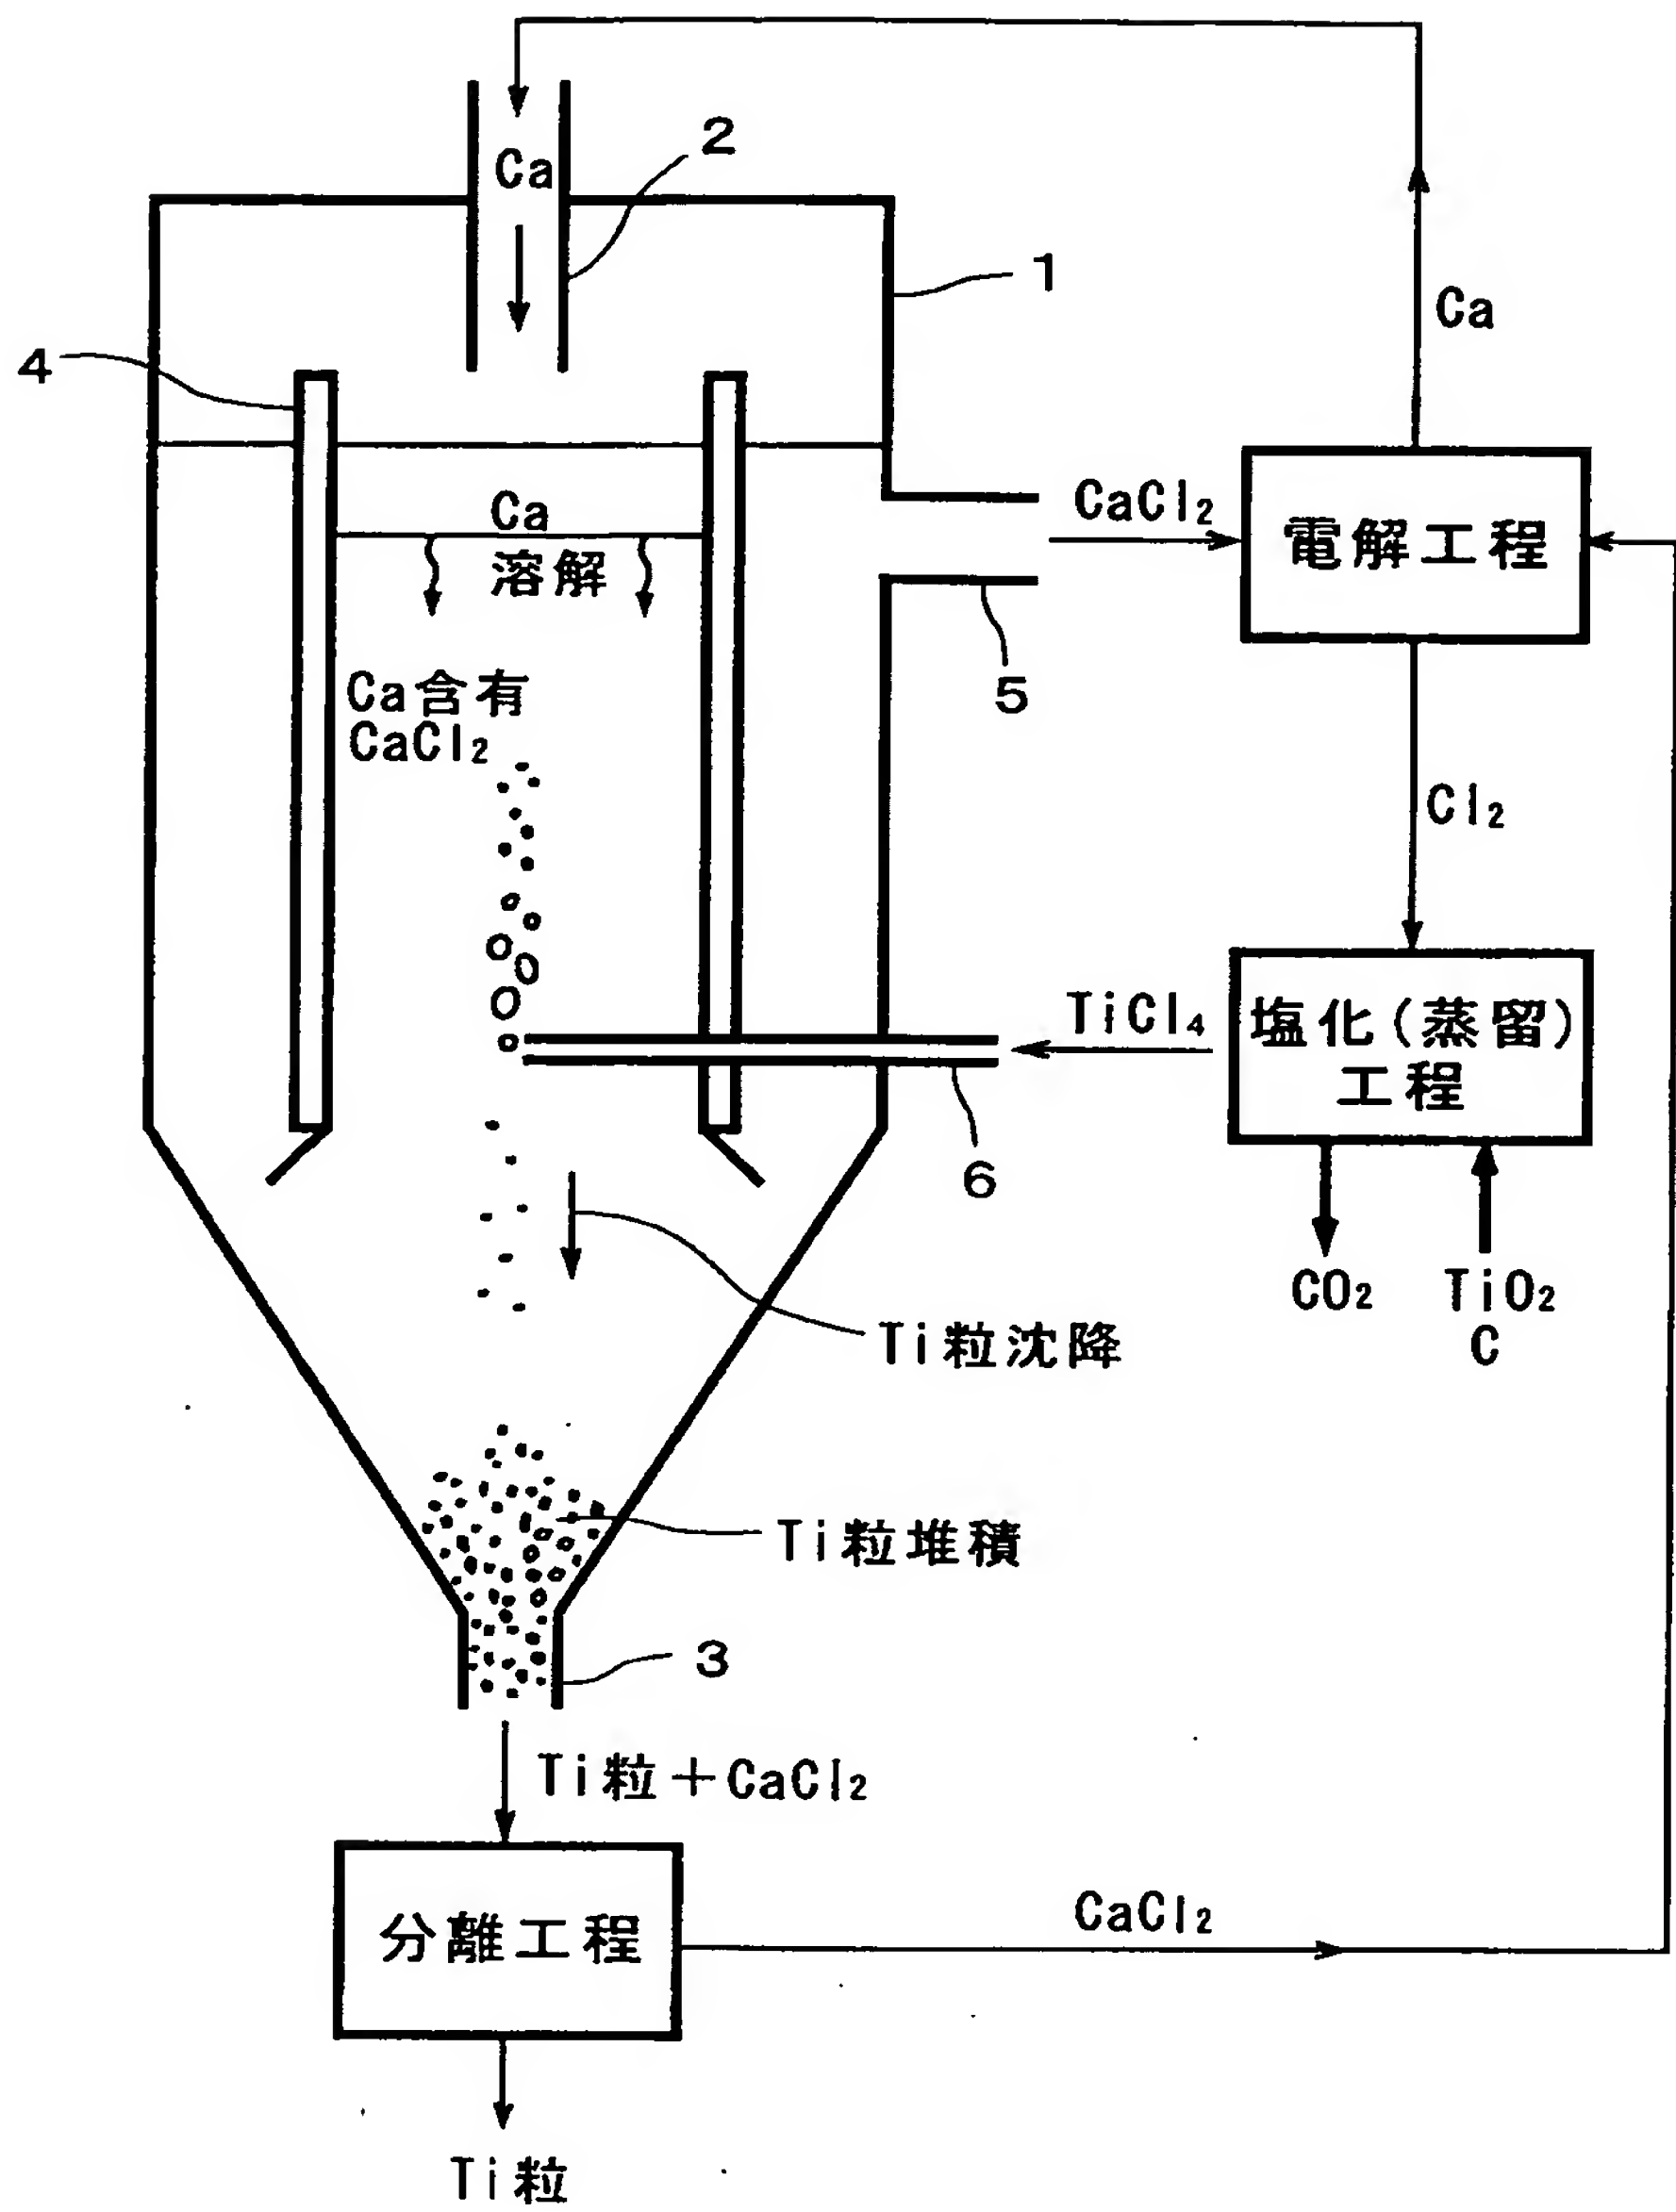 Ca
2
1
Ca
4
Ca
溶解
CaCl₂
電解工程
5
Ca含有
CaCl₂
Cl₂
TiCl₄
塩化(蒸留)
工程
6
CO₂
TiO₂
C
Ti粒沈降
Ti粒堆積
3
Ti粒+CaCl₂
分離工程
CaCl₂
Ti粒